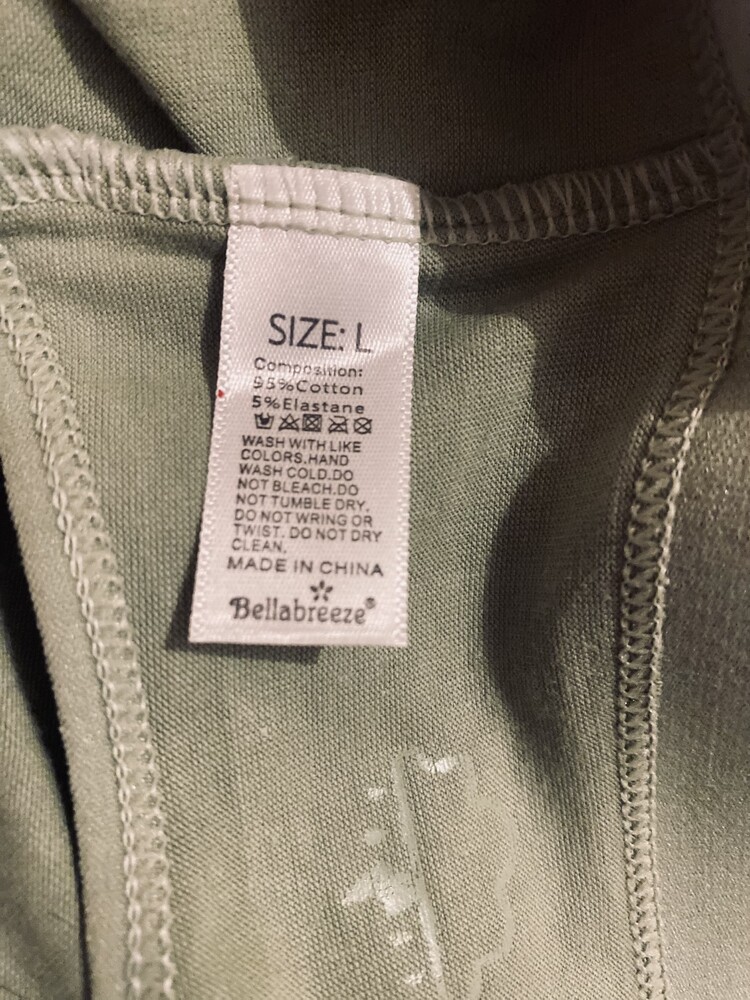 SIZE: L
Composition:
95%Cotton
5%Elastane
WASH WITH LIKE
COLORS.HAND
WASH COLD.DO
NOT BLEACH.DO
NOT TUMBLE DRY.
DO NOT WRING OR
TWIST. DO NOT DRY
CLEAN.
MADE IN CHINA
Bellabreeze®